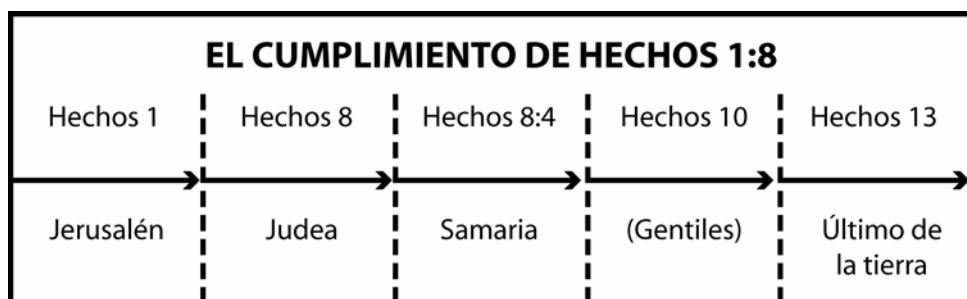 EL CUMPLIMIENTO DE HECHOS 1:8
Hechos 1
Hechos 8
Hechos 8:4
Hechos 10
Hechos 13
Jerusalén
Judea
Samaria
(Gentiles)
Último de
la tierra